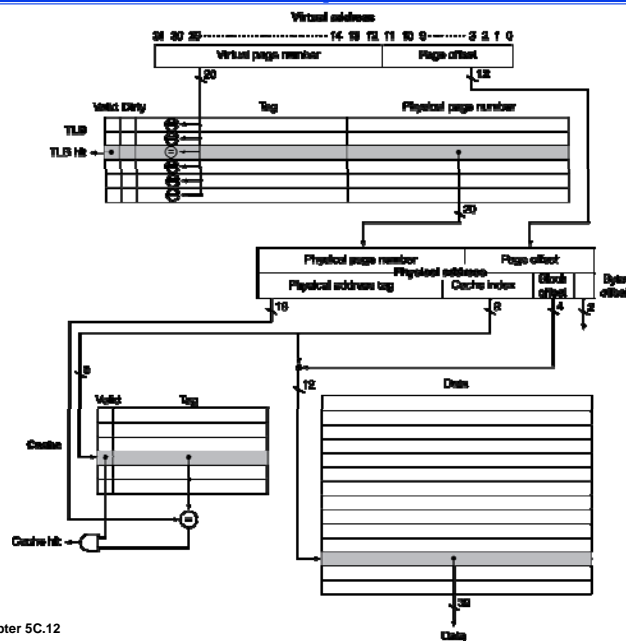 Virtual address
31 30 29 14 13 12 11 10 9 3 2 1 0
Virtual page number Page offset
20 12
Valid Dirty Tag Physical page number
TLB
TLB hit
20
Physical page number Page offset
Physical address
Physical address tag Cache index Block offset Byte offset
4 2
8
12 Data
Valid Tag
Cache
=
Cache hit
32
Data
pter 5C.12